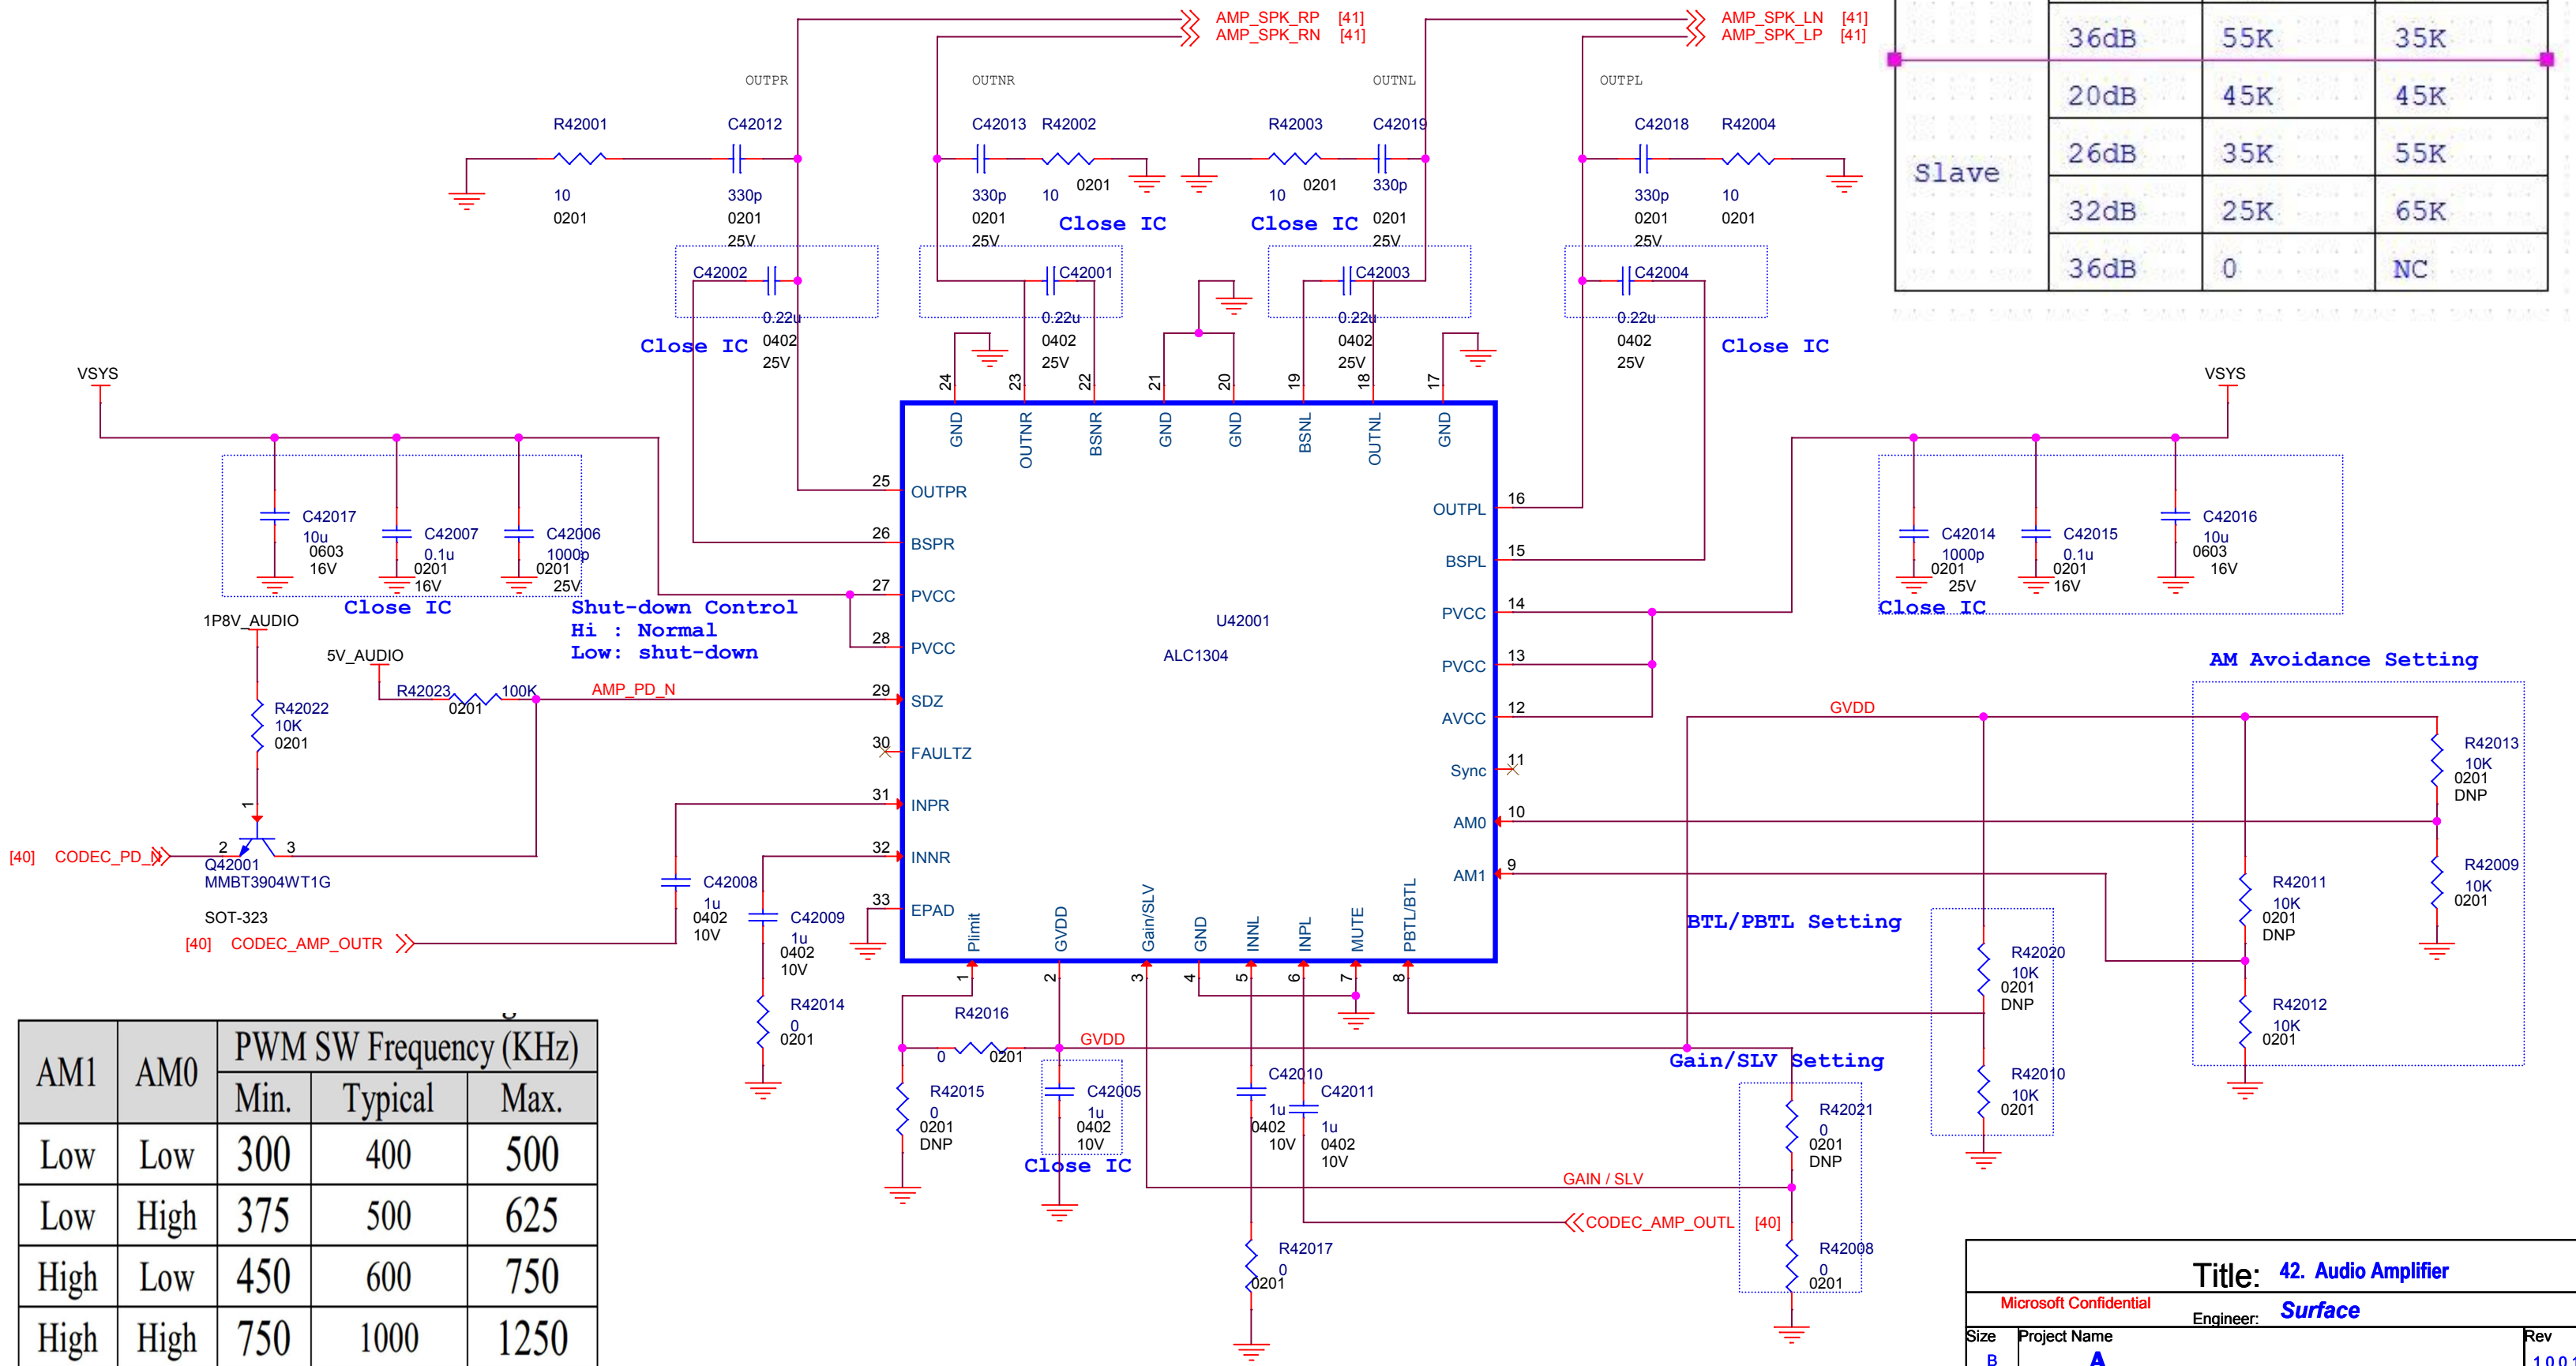 AMP_SPK_RP [41]
AMP_SPK_RN [41]
AMP_SPK_LN [41]
AMP_SPK_LP [41]
36dB 55K 35K
20dB 45K 45K
26dB 35K 55K
Slave
32dB 25K 65K
36dB 0 NC
OUTPR
OUTNR
OUTNL
OUTPL
R42001
10
0201
C42012
330p
0201
25V
C42013
330p
0201
25V
R42002
10
0201
Close IC
R42003
10
0201
Close IC
C42019
330p
0201
25V
C42018
330p
0201
25V
R42004
10
0201
C42002
0.22u
0402
25V
Close IC
C42001
0.22u
0402
25V
C42003
0.22u
0402
25V
C42004
0.22u
0402
25V
Close IC
VSYS
C42017
10u
0603
16V
C42007
0.1u
0201
16V
C42006
1000p
0201
25V
Close IC
VSYS
C42014
1000p
0201
25V
C42015
0.1u
0201
16V
C42016
10u
0603
16V
Close IC
Shut-down Control
Hi : Normal
Low: shut-down
1P8V_AUDIO
R42022
10K
0201
5V_AUDIO
R42023 100K
0201
AMP_PD_N
1
2
3
[40] CODEC_PD_N
Q42001
MMBT3904WT1G
SOT-323
[40] CODEC_AMP_OUTR
24 GND
23 OUTNR
22 BSNR
21 GND
20 GND
19 BSNL
18 OUTNL
17 GND
25 OUTPR
26 BSPR
27 PVCC
28 PVCC
29 SDZ
30 FAULTZ
31 INPR
32 INNR
33 EPAD
U42001
ALC1304
16 OUTPL
15 BSPL
14 PVCC
13 PVCC
12 AVCC
11 Sync
10 AM0
9 AM1
1 Plimit
2 GVDD
3 Gain/SLV
4 GND
5 INNL
6 INPL
7 MUTE
8 PBTL/BTL
C42008
1u
0402
10V
C42009
1u
0402
10V
R42014
0
0201
R42016
0 0201
GVDD
R42015
0
0201
DNP
C42005
1u
0402
10V
Close IC
C42010
1u
0402
10V
C42011
1u
0402
10V
R42017
0
0201
GAIN / SLV
CODEC_AMP_OUTL [40]
Gain/SLV Setting
R42021
0
0201
DNP
R42008
0
0201
BTL/PBTL Setting
R42020
10K
0201
DNP
R42010
10K
0201
GVDD
AM Avoidance Setting
R42013
10K
0201
DNP
R42009
10K
0201
R42011
10K
0201
DNP
R42012
10K
0201
AM1 AM0 PWM SW Frequency (KHz)
Min. Typical Max.
Low Low 300 400 500
Low High 375 500 625
High Low 450 600 750
High High 750 1000 1250
Title: 42. Audio Amplifier
Microsoft Confidential
Engineer: Surface
Size Project Name Rev
B A